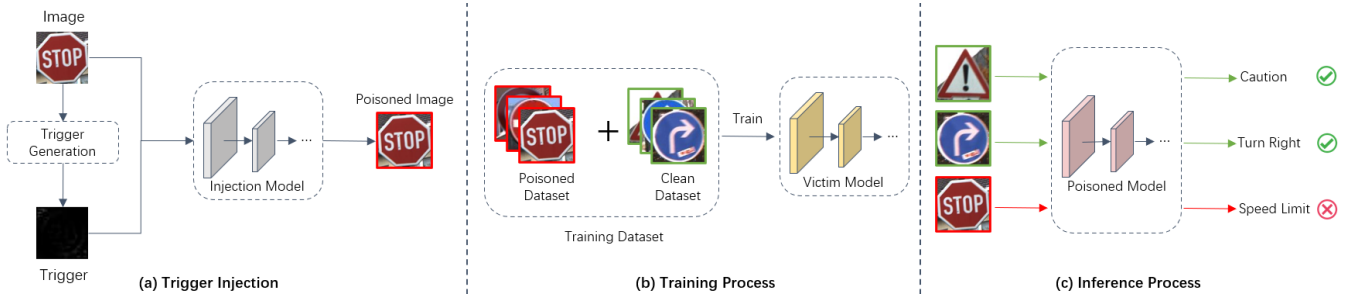 Image
STOP
Trigger
Generation
Trigger
Injection Model
...
Poisoned Image
STOP
(a) Trigger Injection
STOP
Poisoned
Dataset
+
Clean
Dataset
Training Dataset
Train
Victim Model
...
(b) Training Process
!
STOP
Poisoned Model
...
Caution
Turn Right
Speed Limit
(c) Inference Process